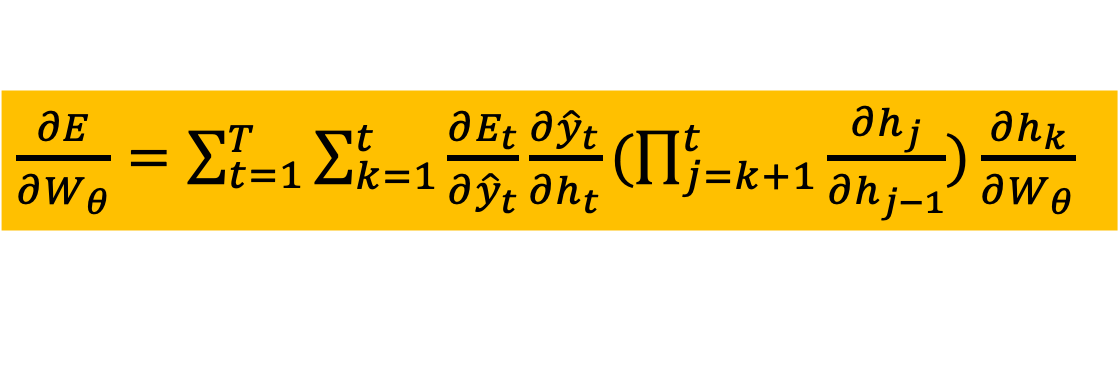 ∂E/∂W_θ = ∑_{t=1}^{T} ∑_{k=1}^{t} ∂E_t/∂ŷ_t ∂ŷ_t/∂h_t (∏_{j=k+1}^{t} ∂h_j/∂h_{j−1}) ∂h_k/∂W_θ